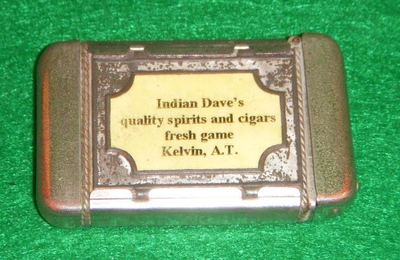 Indian Dave's
quality spirits and cigars
fresh game
Kelvin, A.T.